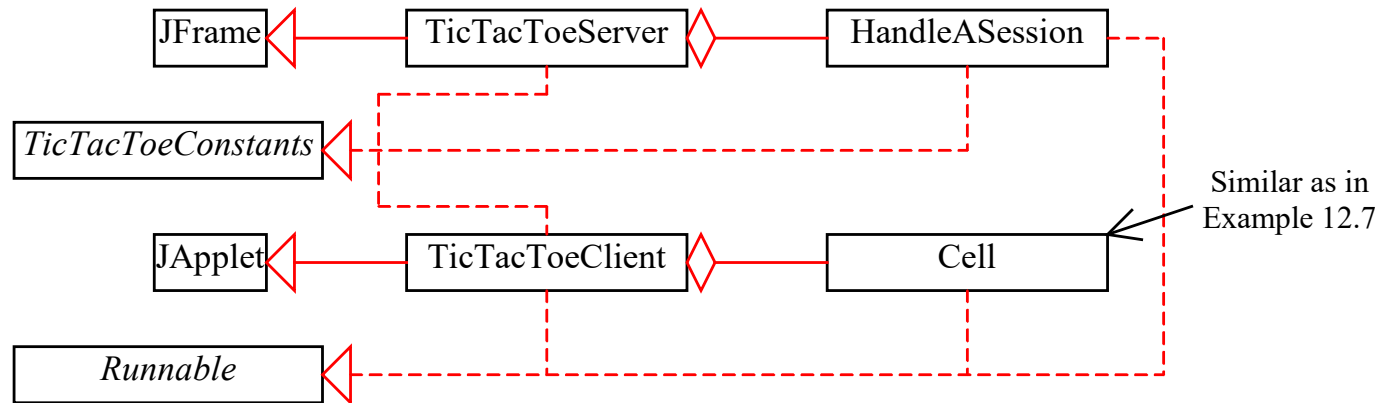 JFrame
TicTacToeServer
HandleASession
TicTacToeConstants
Similar as in
Example 12.7
JApplet
TicTacToeClient
Cell
Runnable